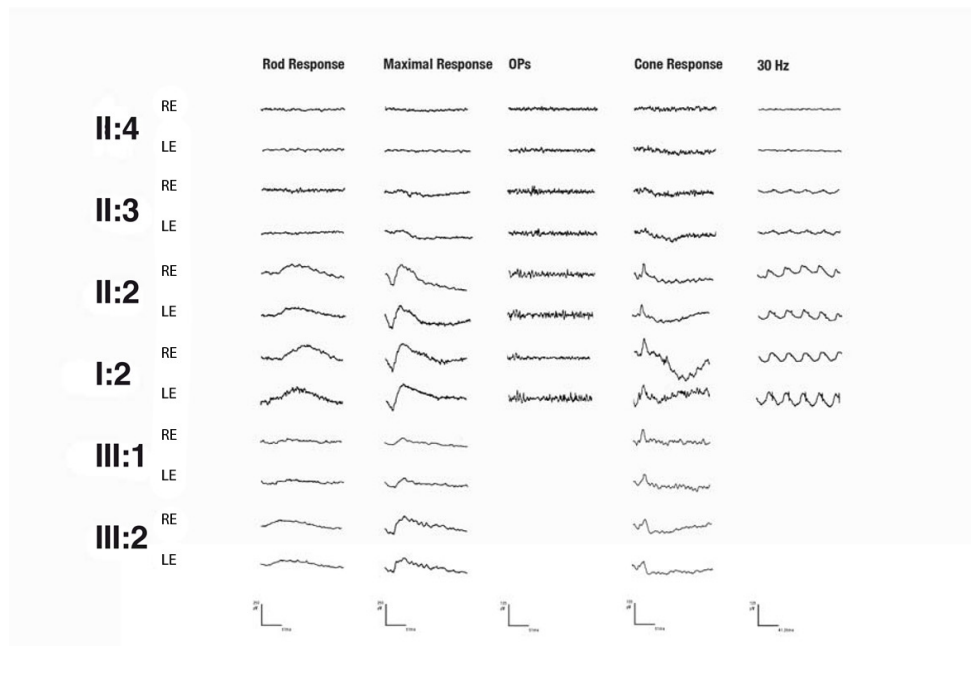 Rod Response Maximal Response OPs Cone Response 30 Hz
RE
II:4
LE
RE
II:3
LE
RE
II:2
LE
RE
I:2
LE
RE
III:1
LE
RE
III:2
LE